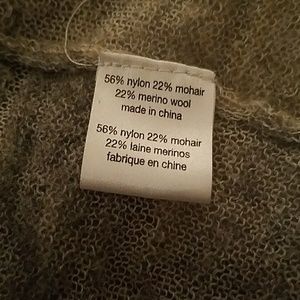 56% nylon 22% mohair
22% merino wool
made in china
56% nylon 22% mohair
22% laine merinos
fabrique en chine